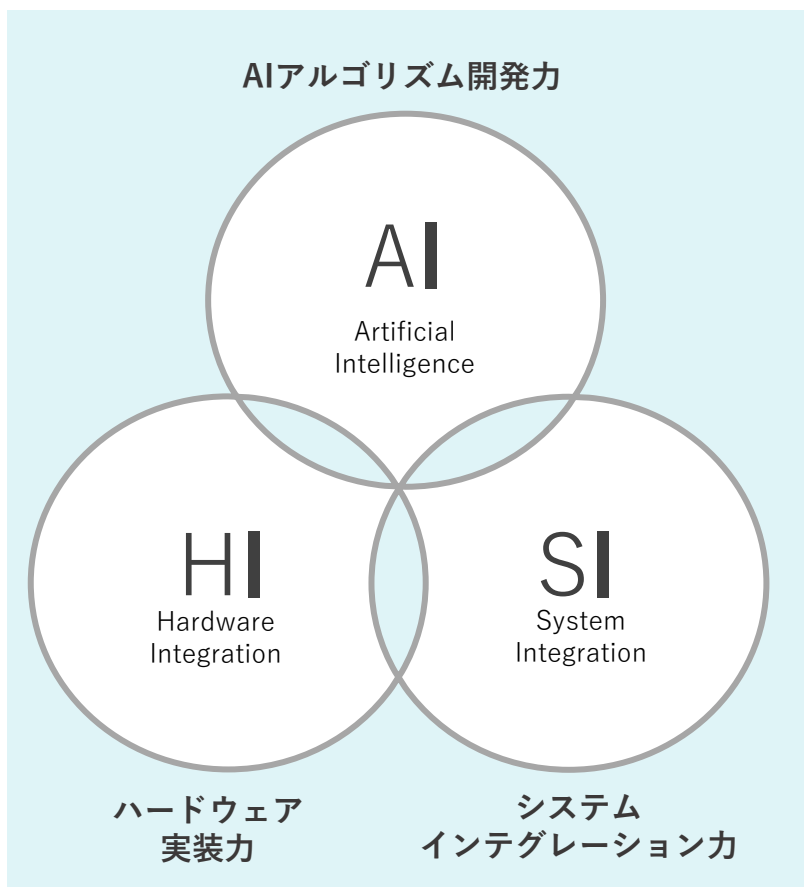 AIアルゴリズム開発力
AI
Artificial
Intelligence
HI
Hardware
Integration
SI
System
Integration
ハードウェア
実装力
システム
インテグレーション力